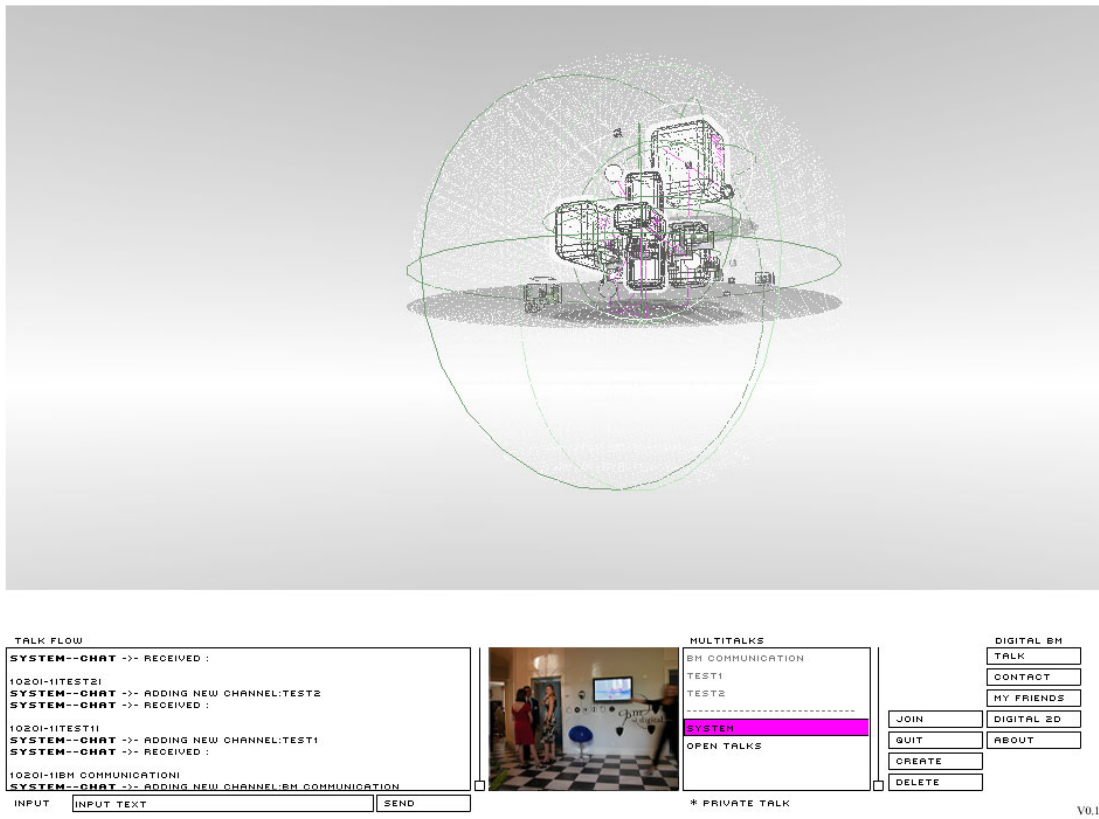 TALK FLOW
SYSTEM--CHAT ->- RECEIVED :
1020I-1ITEST2I
SYSTEM--CHAT ->- ADDING NEW CHANNEL:TEST2
SYSTEM--CHAT ->- RECEIVED :
1020I-1ITEST1I
SYSTEM--CHAT ->- ADDING NEW CHANNEL:TEST1
SYSTEM--CHAT ->- RECEIVED :
1020I-1IBM COMMUNICATIONI
SYSTEM--CHAT ->- ADDING NEW CHANNEL:BM COMMUNICATION
INPUT
INPUT TEXT
SEND
MULTITALKS
BM COMMUNICATION
TEST1
TEST2
----------------------------
SYSTEM
OPEN TALKS
* PRIVATE TALK
JOIN
QUIT
CREATE
DELETE
DIGITAL BM
TALK
CONTACT
MY FRIENDS
DIGITAL 2D
ABOUT
V0.1